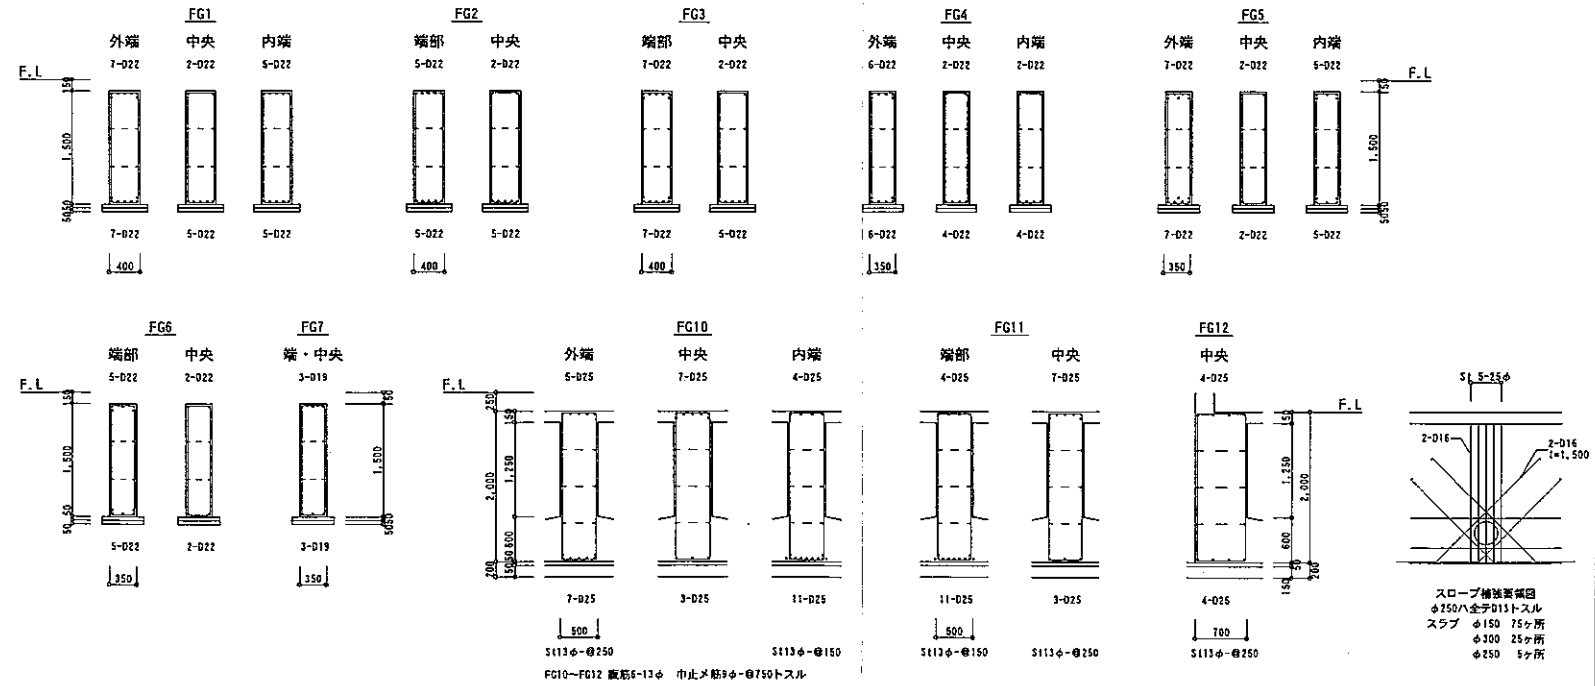 FG1 FG2 FG3 FG4 FG5
外端 中央 内端 端部 中央 端部 中央 外端 中央 内端 外端 中央 内端
7-D22 2-D22 5-D22 5-D22 2-D22 7-D22 2-D22 6-D22 2-D22 2-D22 7-D22 2-D22 5-D22
F.L F.L
150 150
1,500 1,500
5050 5050
7-D22 5-D22 5-D22 5-D22 5-D22 7-D22 5-D22 6-D22 4-D22 4-D22 7-D22 2-D22 5-D22
400 400 400 350 350
FG6 FG7 FG10 FG11 FG12
端部 中央 端・中央 外端 中央 内端 端部 中央 中央
5-D22 2-D22 3-D19 5-D25 7-D25 4-D25 4-D25 7-D25 4-D25 St 5-25φ
F.L F.L F.L
150 150 250 150 150
2-D16 2-D16
ℓ=1,500
1,500 1,500 2,000 1,250 1,250 2,000
50 50 5050 200 50 50 600 600 50 150 200
5-D22 2-D22 3-D19 7-D25 3-D25 11-D25 11-D25 3-D25 4-D25
350 350 500 500 700
St13φ-@250 St13φ-@150 St13φ-@150 St13φ-@250 St13φ-@250
FG10~FG12 腹筋6-13φ 巾止メ筋9φ-@750トスル
スロープ補強要領図
φ250ハ全テD13トスル
スラブ φ150 75ヶ所
φ300 25ヶ所
φ250 5ヶ所